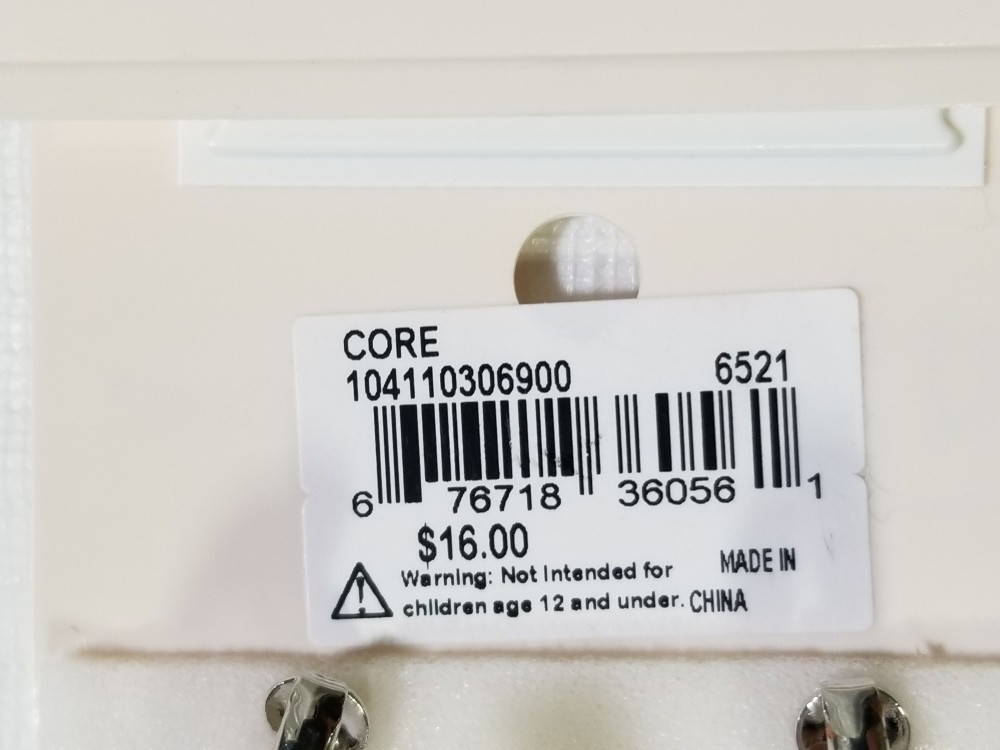 CORE
104110306900 6521
6 76718 36056 1
$16.00
Warning: Not Intended for
children age 12 and under.
MADE IN
CHINA